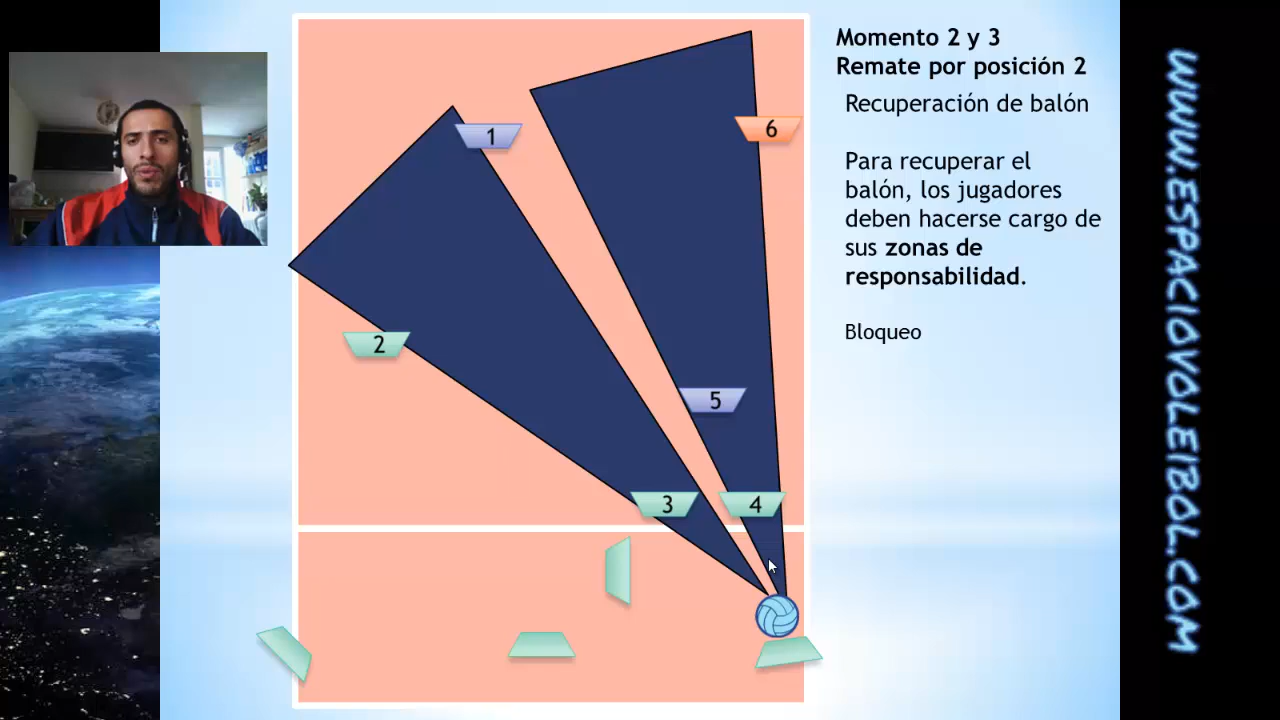 Momento 2 y 3
Remate por posición 2
Recuperación de balón
Para recuperar el
balón, los jugadores
deben hacerse cargo de
sus zonas de
responsabilidad.
Bloqueo
1
6
2
5
3
4
WWW.ESPACIOVOLEIBOL.COM